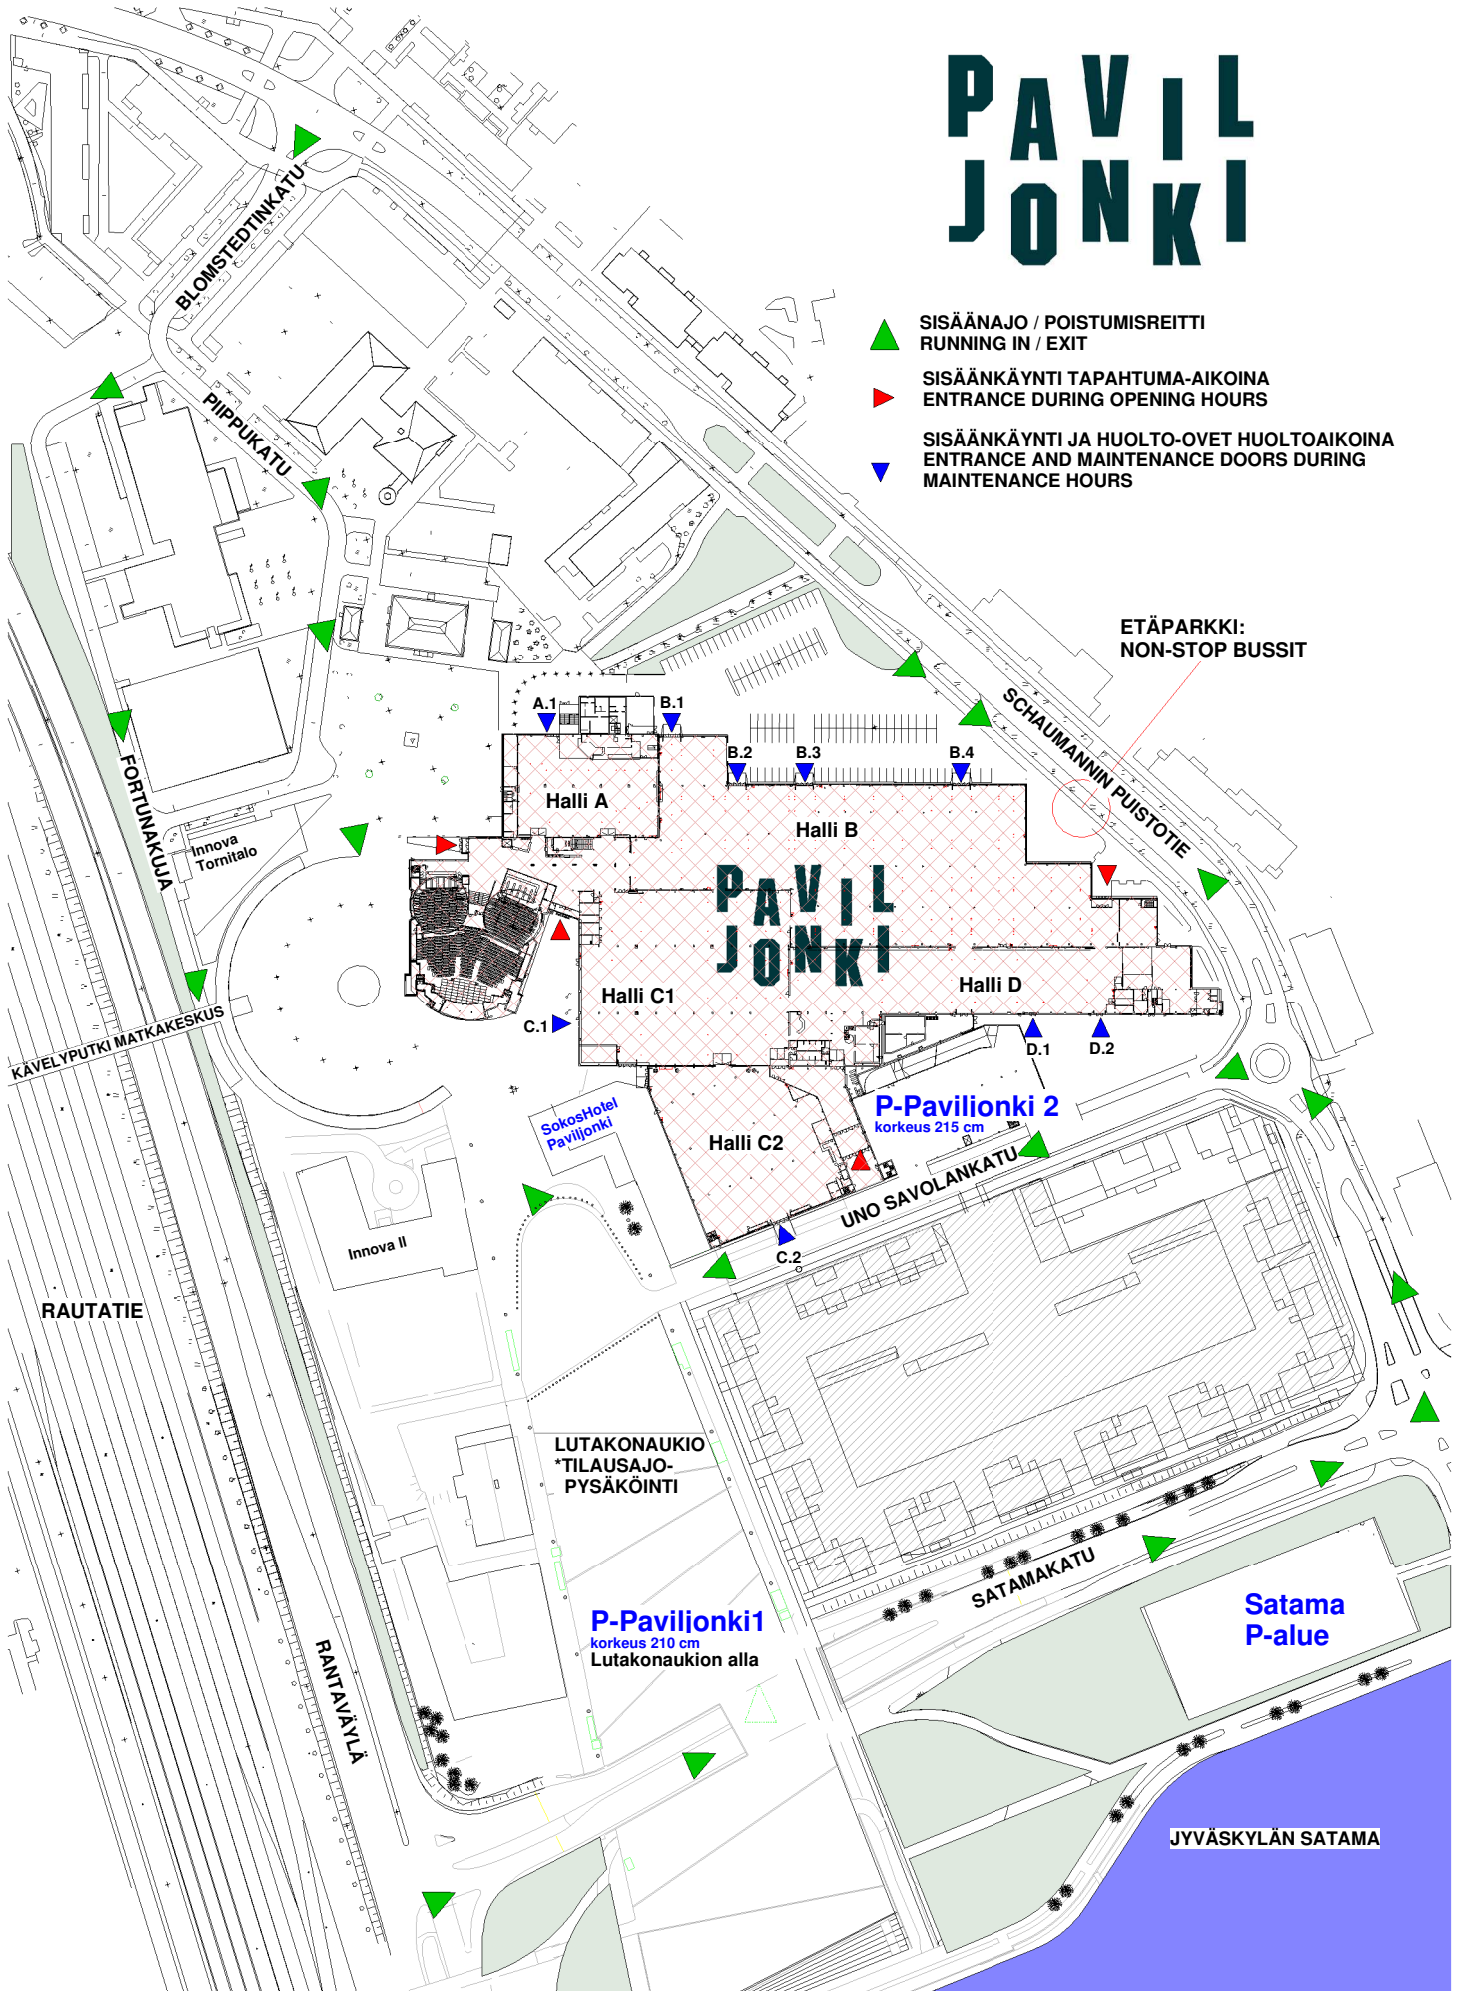 PAVIL
JONKI
SISÄÄNAJO / POISTUMISREITTI
RUNNING IN / EXIT
SISÄÄNKÄYNTI TAPAHTUMA-AIKOINA
ENTRANCE DURING OPENING HOURS
SISÄÄNKÄYNTI JA HUOLTO-OVET HUOLTOAIKOINA
ENTRANCE AND MAINTENANCE DOORS DURING
MAINTENANCE HOURS
BLOMSTEDTINKATU
PIIPPUKATU
ETÄPARKKI:
NON-STOP BUSSIT
SCHAUMANNIN PUISTOTIE
A.1
B.1
B.2
B.3
B.4
FORTUNAKUJA
Innova
Tornitalo
Halli A
Halli B
PAVIL
JONKI
Halli C1
Halli D
C.1
D.1
D.2
KÄVELYPUTKI MATKAKESKUS
SokosHotel
Paviljonki
P-Paviljonki 2
korkeus 215 cm
Halli C2
UNO SAVOLANKATU
C.2
Innova II
RAUTATIE
LUTAKONAUKIO
*TILAUSAJO-
PYSÄKÖINTI
SATAMAKATU
P-Paviljonki1
korkeus 210 cm
Lutakonaukion alla
Satama
P-alue
RANTAVÄYLÄ
JYVÄSKYLÄN SATAMA